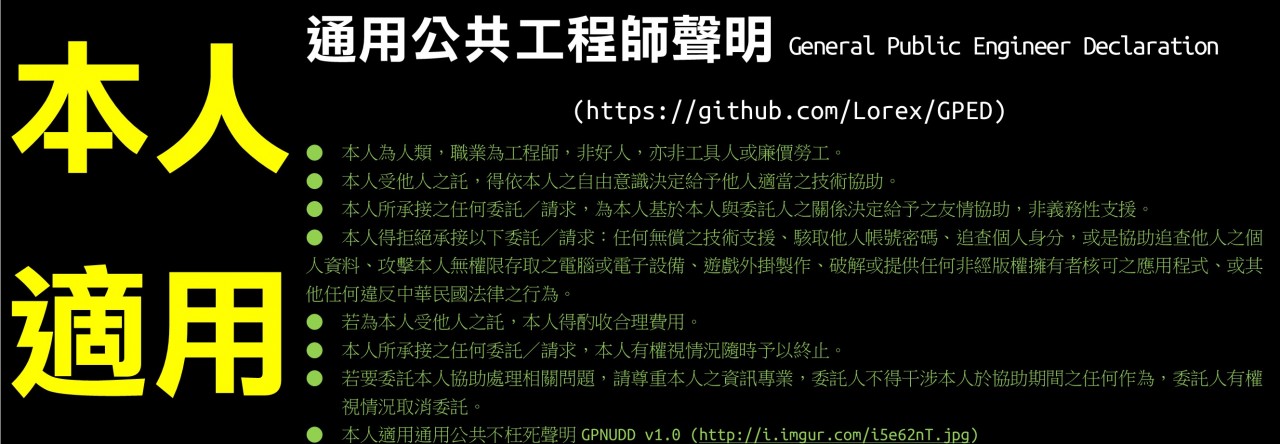 本人
適用
通用公共工程師聲明 General Public Engineer Declaration
(https://github.com/Lorex/GPED)
● 本人為人類，職業為工程師，非好人，亦非工具人或廉價勞工。
● 本人受他人之託，得依本人之自由意識決定給予他人適當之技術協助。
● 本人所承接之任何委託／請求，為本人基於本人與委託人之關係決定給予之友情協助，非義務性支援。
● 本人得拒絕承接以下委託／請求：任何無償之技術支援、駭取他人帳號密碼、追查個人身分，或是協助追查他人之個
人資料、攻擊本人無權限存取之電腦或電子設備、遊戲外掛製作、破解或提供任何非經版權擁有者核可之應用程式、或其
他任何違反中華民國法律之行為。
● 若為本人受他人之託，本人得酌收合理費用。
● 本人所承接之任何委託／請求，本人有權視情況隨時予以終止。
● 若要委託本人協助處理相關問題，請尊重本人之資訊專業，委託人不得干涉本人於協助期間之任何作為，委託人有權
視情況取消委託。
● 本人適用通用公共不枉死聲明 GPNUDD v1.0 (http://i.imgur.com/i5e62nT.jpg)